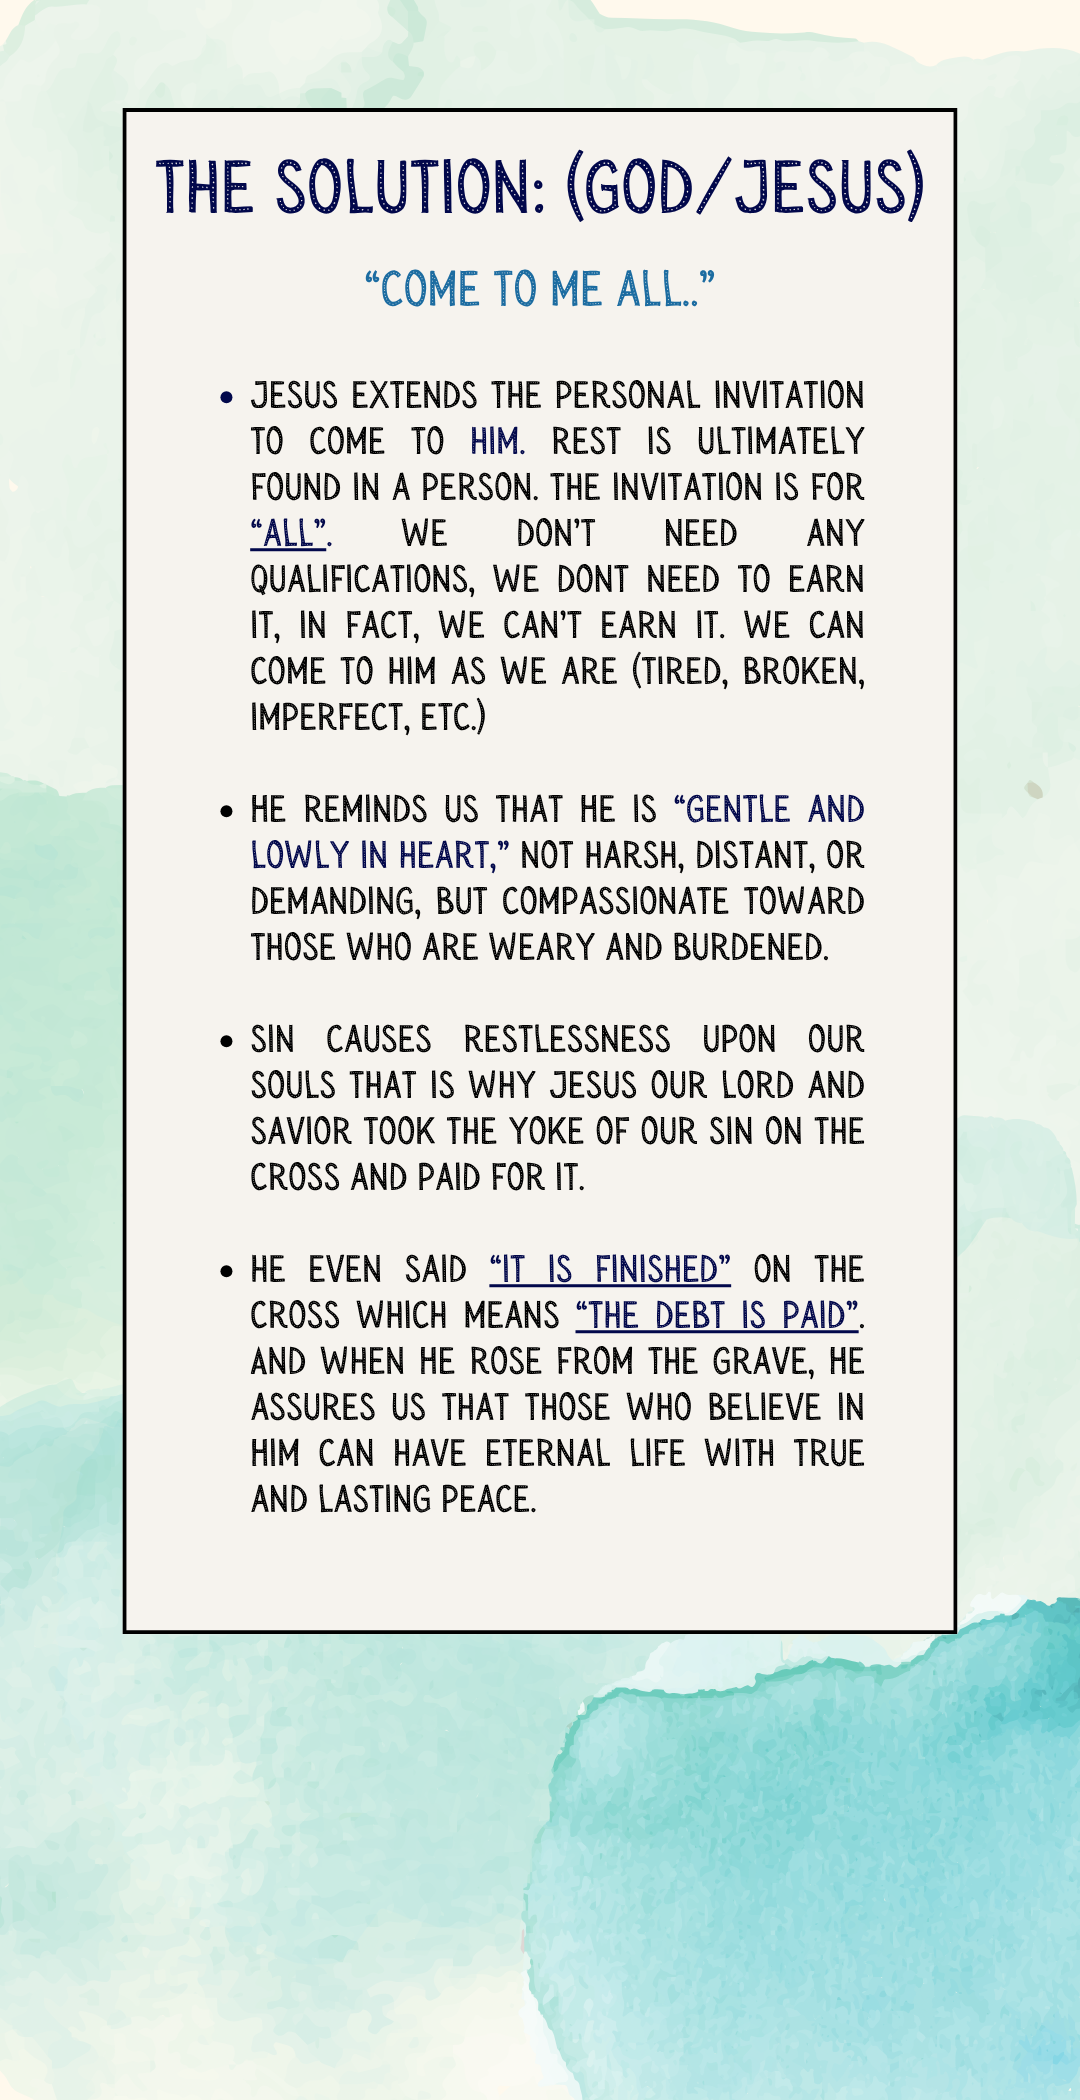 THE SOLUTION: (GOD/JESUS)
“COME TO ME ALL..”
• JESUS EXTENDS THE PERSONAL INVITATION
TO COME TO HIM. REST IS ULTIMATELY
FOUND IN A PERSON. THE INVITATION IS FOR
“ALL”. WE DON’T NEED ANY
QUALIFICATIONS, WE DONT NEED TO EARN
IT, IN FACT, WE CAN’T EARN IT. WE CAN
COME TO HIM AS WE ARE (TIRED, BROKEN,
IMPERFECT, ETC.)
• HE REMINDS US THAT HE IS “GENTLE AND
LOWLY IN HEART,” NOT HARSH, DISTANT, OR
DEMANDING, BUT COMPASSIONATE TOWARD
THOSE WHO ARE WEARY AND BURDENED.
• SIN CAUSES RESTLESSNESS UPON OUR
SOULS THAT IS WHY JESUS OUR LORD AND
SAVIOR TOOK THE YOKE OF OUR SIN ON THE
CROSS AND PAID FOR IT.
• HE EVEN SAID “IT IS FINISHED” ON THE
CROSS WHICH MEANS “THE DEBT IS PAID”.
AND WHEN HE ROSE FROM THE GRAVE, HE
ASSURES US THAT THOSE WHO BELIEVE IN
HIM CAN HAVE ETERNAL LIFE WITH TRUE
AND LASTING PEACE.